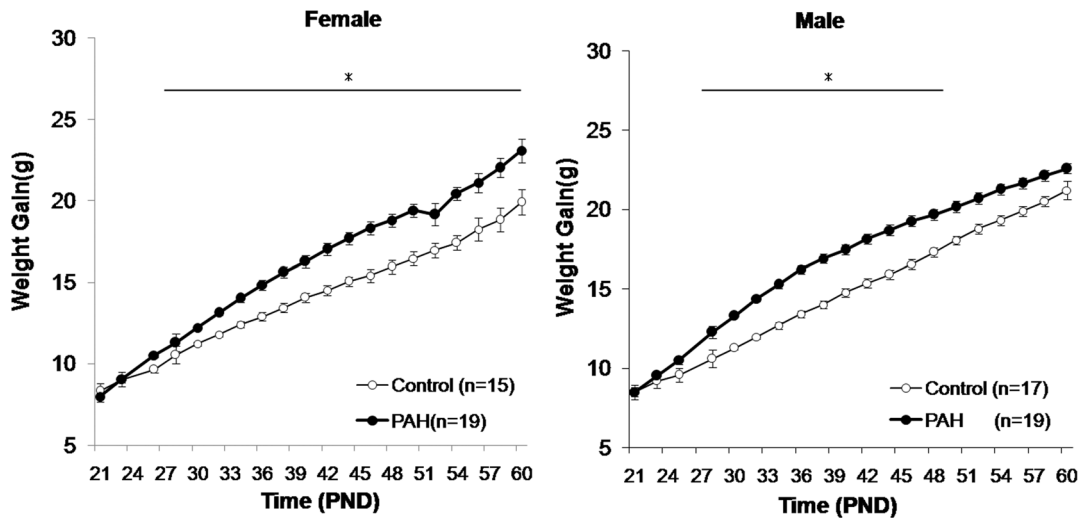 Female
30
25
20
15
10
5
Weight Gain(g)
*
Control (n=15)
PAH(n=19)
21 24 27 30 33 36 39 42 45 48 51 54 57 60
Time (PND)
Male
30
25
20
15
10
5
Weight Gain(g)
*
Control (n=17)
PAH (n=19)
21 24 27 30 33 36 39 42 45 48 51 54 57 60
Time (PND)